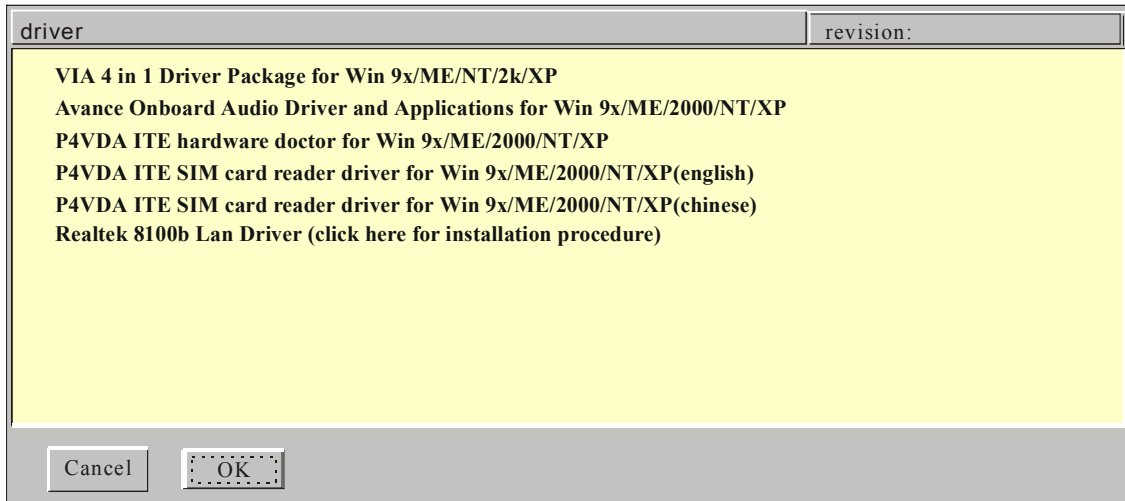 driver revision:
VIA 4 in 1 Driver Package for Win 9x/ME/NT/2k/XP
Avance Onboard Audio Driver and Applications for Win 9x/ME/2000/NT/XP
P4VDA ITE hardware doctor for Win 9x/ME/2000/NT/XP
P4VDA ITE SIM card reader driver for Win 9x/ME/2000/NT/XP(english)
P4VDA ITE SIM card reader driver for Win 9x/ME/2000/NT/XP(chinese)
Realtek 8100b Lan Driver (click here for installation procedure)
Cancel OK